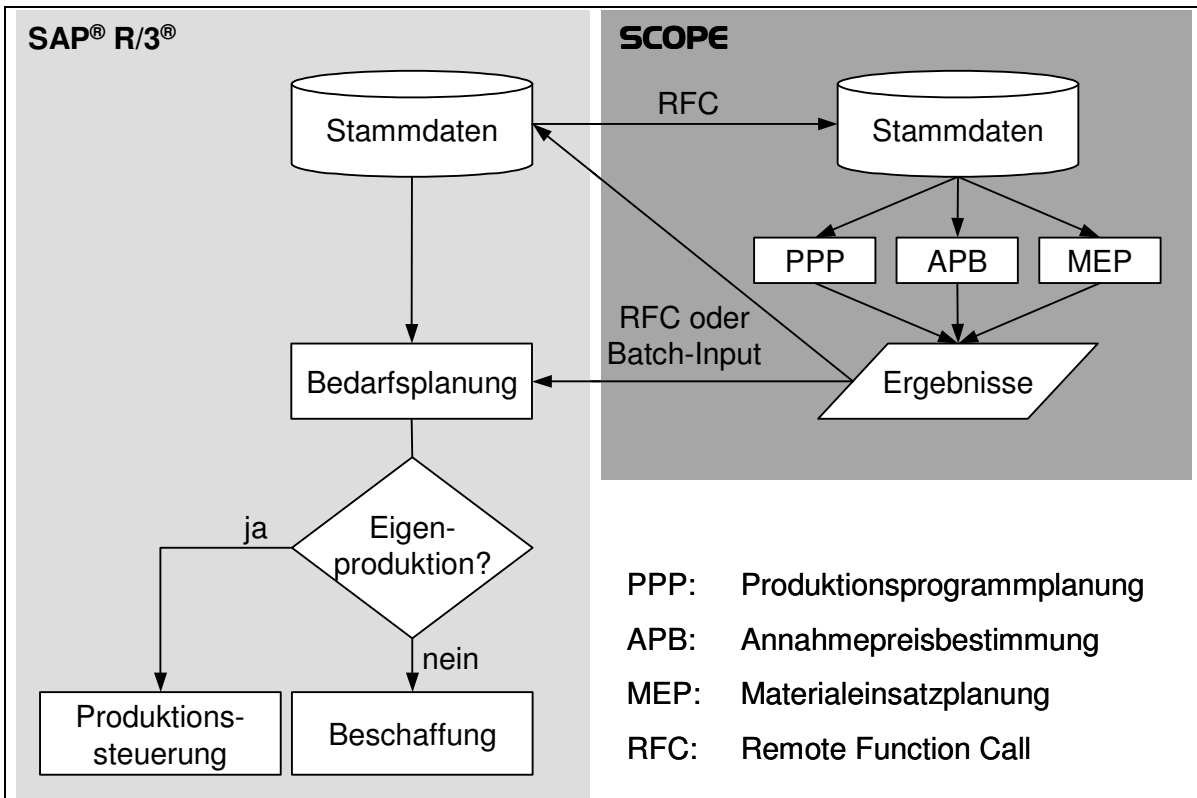 SAP® R/3®
SCOPE
Stammdaten
RFC
Stammdaten
PPP
APB
MEP
RFC oder
Batch-Input
Bedarfsplanung
Ergebnisse
ja
Eigen-
produktion?
nein
Produktions-
steuerung
Beschaffung
PPP: Produktionsprogrammplanung
APB: Annahmepreisbestimmung
MEP: Materialeinsatzplanung
RFC: Remote Function Call